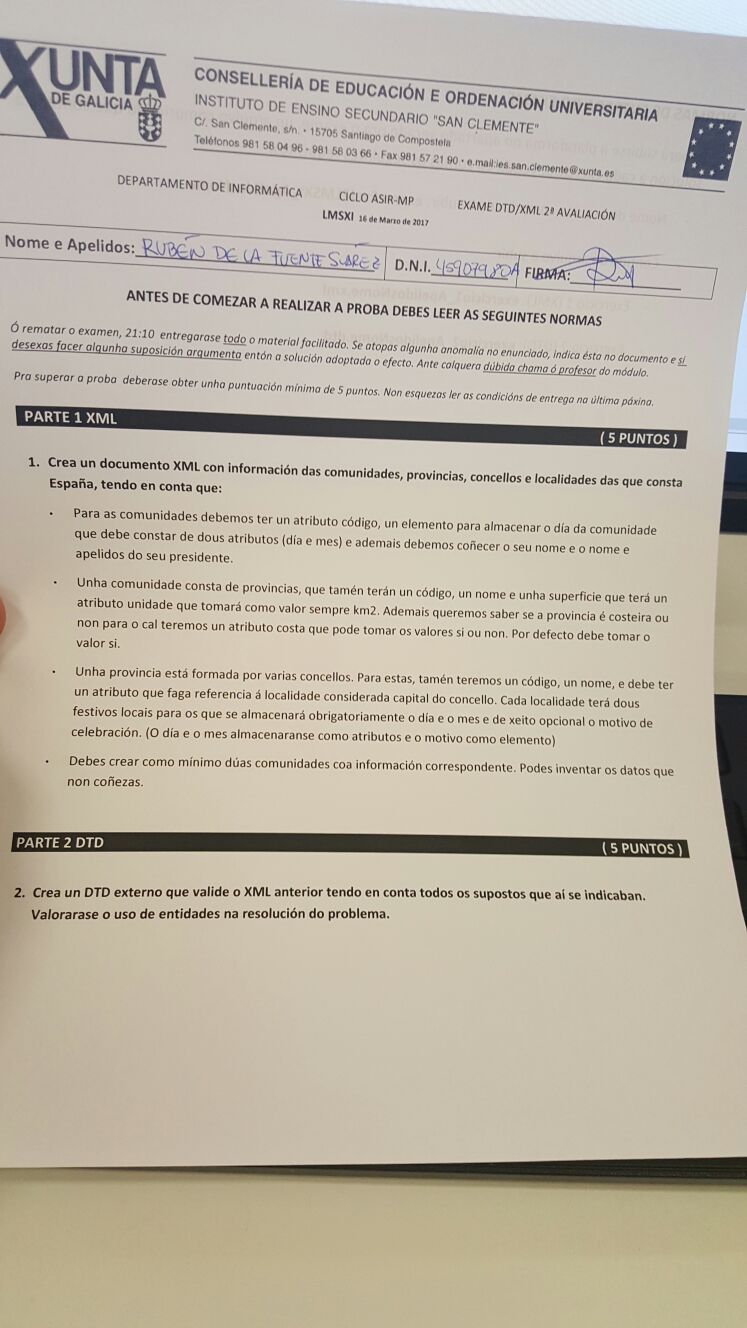 XUNTA
DE GALICIA
CONSELLERÍA DE EDUCACIÓN E ORDENACIÓN UNIVERSITARIA
INSTITUTO DE ENSINO SECUNDARIO "SAN CLEMENTE"
C/. San Clemente, s/n. • 15705 Santiago de Compostela
Teléfonos 981 58 04 96 - 981 58 03 66 • Fax 981 57 21 90 • e.mail:ies.san.clemente@xunta.es
DEPARTAMENTO DE INFORMÁTICA CICLO ASIR-MP EXAME DTD/XML 2ª AVALIACIÓN
LMSXI 16 de Marzo de 2017
Nome e Apelidos: RUBÉN DE LA FUENTE SUAREZ D.N.I. FIRMA:
ANTES DE COMEZAR A REALIZAR A PROBA DEBES LEER AS SEGUINTES NORMAS
Ó rematar o examen, 21:10 entregarase todo o material facilitado. Se atopas algunha anomalía no enunciado, indica ésta no documento e si
desexas facer algunha suposición argumenta entón a solución adoptada o efecto. Ante calquera dúbida chama ó profesor do módulo.
Pra superar a proba deberase obter unha puntuación mínima de 5 puntos. Non esquezas ler as condicións de entrega na última páxina.
PARTE 1 XML ( 5 PUNTOS )
1. Crea un documento XML con información das comunidades, provincias, concellos e localidades das que consta
España, tendo en conta que:
· Para as comunidades debemos ter un atributo código, un elemento para almacenar o día da comunidade
que debe constar de dous atributos (día e mes) e ademais debemos coñecer o seu nome e o nome e
apelidos do seu presidente.
· Unha comunidade consta de provincias, que tamén terán un código, un nome e unha superficie que terá un
atributo unidade que tomará como valor sempre km2. Ademais queremos saber se a provincia é costeira ou
non para o cal teremos un atributo costa que pode tomar os valores si ou non. Por defecto debe tomar o
valor si.
· Unha provincia está formada por varias concellos. Para estas, tamén teremos un código, un nome, e debe ter
un atributo que faga referencia á localidade considerada capital do concello. Cada localidade terá dous
festivos locais para os que se almacenará obrigatoriamente o día e o mes e de xeito opcional o motivo de
celebración. (O día e o mes almacenaranse como atributos e o motivo como elemento)
· Debes crear como mínimo dúas comunidades coa información correspondente. Podes inventar os datos que
non coñezas.
PARTE 2 DTD ( 5 PUNTOS )
2. Crea un DTD externo que valide o XML anterior tendo en conta todos os supostos que aí se indicaban.
Valorarase o uso de entidades na resolución do problema.